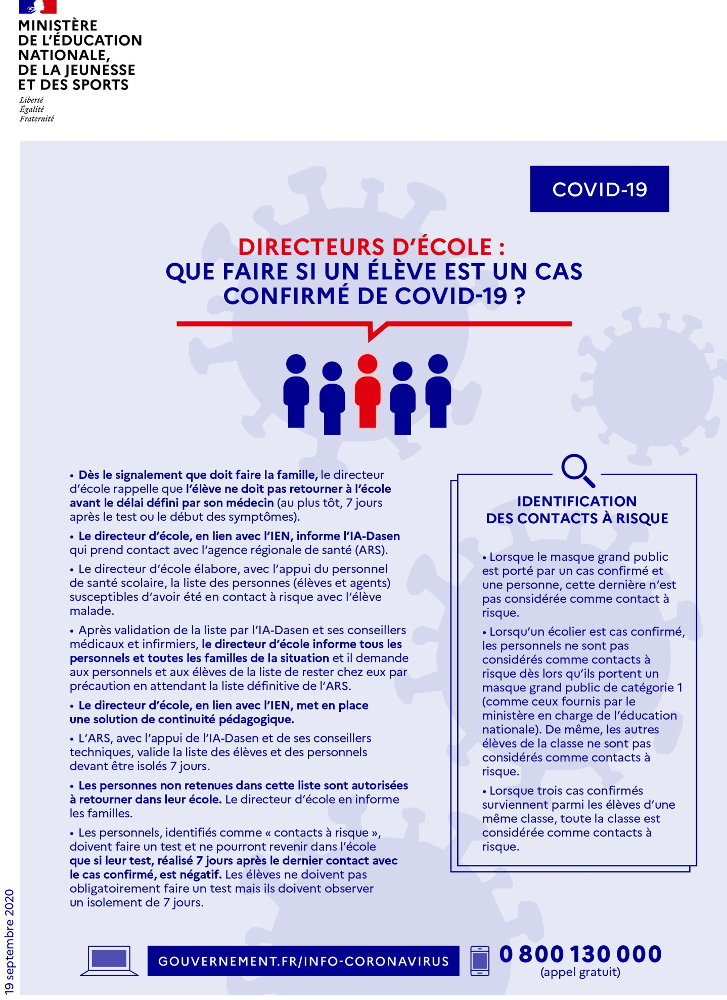 MINISTÈRE
DE L'ÉDUCATION
NATIONALE,
DE LA JEUNESSE
ET DES SPORTS
Liberté
Égalité
Fraternité
COVID-19
DIRECTEURS D'ÉCOLE :
QUE FAIRE SI UN ÉLÈVE EST UN CAS
CONFIRMÉ DE COVID-19 ?
• Dès le signalement que doit faire la famille, le directeur
d'école rappelle que l'élève ne doit pas retourner à l'école
avant le délai défini par son médecin (au plus tôt, 7 jours
après le test ou le début des symptômes).
• Le directeur d'école, en lien avec l'IEN, informe l'IA-Dasen
qui prend contact avec l'agence régionale de santé (ARS).
• Le directeur d'école élabore, avec l'appui du personnel
de santé scolaire, la liste des personnes (élèves et agents)
susceptibles d'avoir été en contact à risque avec l'élève
malade.
• Après validation de la liste par l'IA-Dasen et ses conseillers
médicaux et infirmiers, le directeur d'école informe tous les
personnels et toutes les familles de la situation et il demande
aux personnels et aux élèves de la liste de rester chez eux par
précaution en attendant la liste définitive de l'ARS.
• Le directeur d'école, en lien avec l'IEN, met en place
une solution de continuité pédagogique.
• L'ARS, avec l'appui de l'IA-Dasen et de ses conseillers
techniques, valide la liste des élèves et des personnels
devant être isolés 7 jours.
• Les personnes non retenues dans cette liste sont autorisées
à retourner dans leur école. Le directeur d'école en informe
les familles.
• Les personnels, identifiés comme « contacts à risque »,
doivent faire un test et ne pourront revenir dans l'école
que si leur test, réalisé 7 jours après le dernier contact avec
le cas confirmé, est négatif. Les élèves ne doivent pas
obligatoirement faire un test mais ils doivent observer
un isolement de 7 jours.
IDENTIFICATION
DES CONTACTS À RISQUE
• Lorsque le masque grand public
est porté par un cas confirmé et
une personne, cette dernière n'est
pas considérée comme contact à
risque.
• Lorsqu'un écolier est cas confirmé,
les personnels ne sont pas
considérés comme contacts à
risque dès lors qu'ils portent un
masque grand public de catégorie 1
(comme ceux fournis par le
ministère en charge de l'éducation
nationale). De même, les autres
élèves de la classe ne sont pas
considérés comme contacts à
risque.
• Lorsque trois cas confirmés
surviennent parmi les élèves d'une
même classe, toute la classe est
considérée comme contacts à
risque.
19 septembre 2020
GOUVERNEMENT.FR/INFO-CORONAVIRUS
0 800 130 000
(appel gratuit)